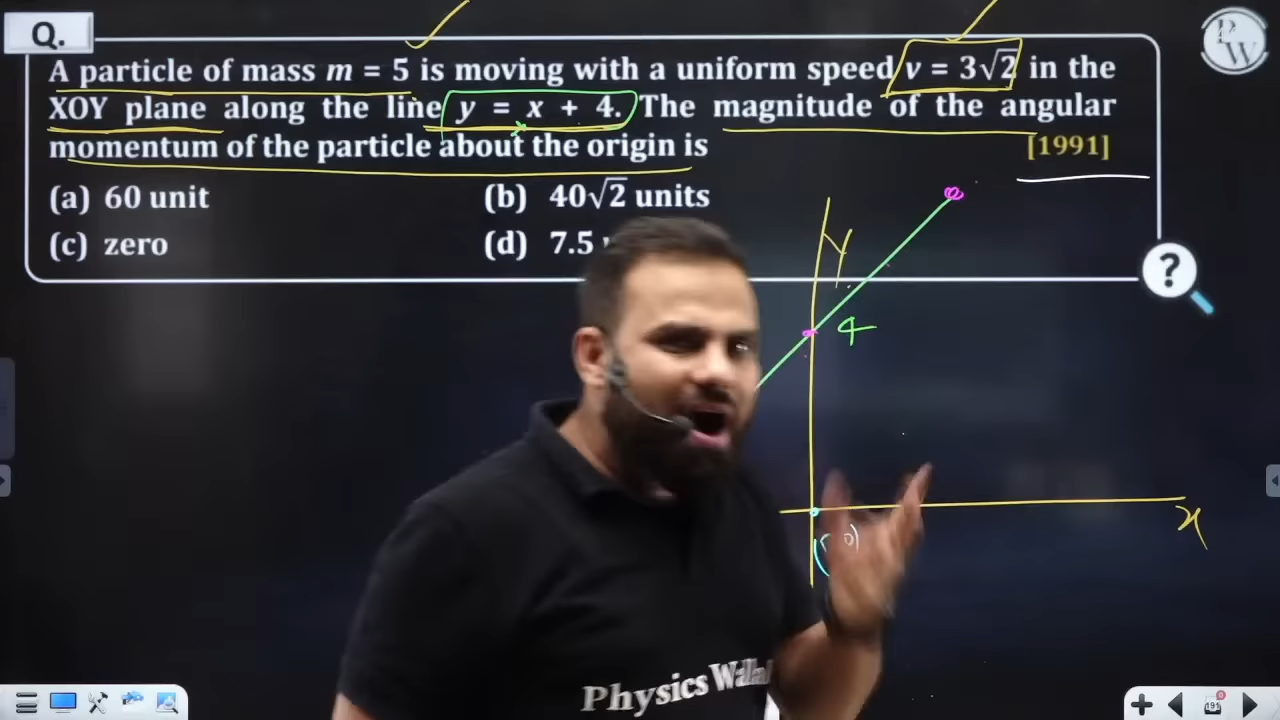 Q.
PW
A particle of mass m = 5 is moving with a uniform speed v = 3√2 in the
XOY plane along the line y = x + 4. The magnitude of the angular
momentum of the particle about the origin is [1991]
(a) 60 unit (b) 40√2 units
(c) zero (d) 7.5
?
y
4
x
Physics
191